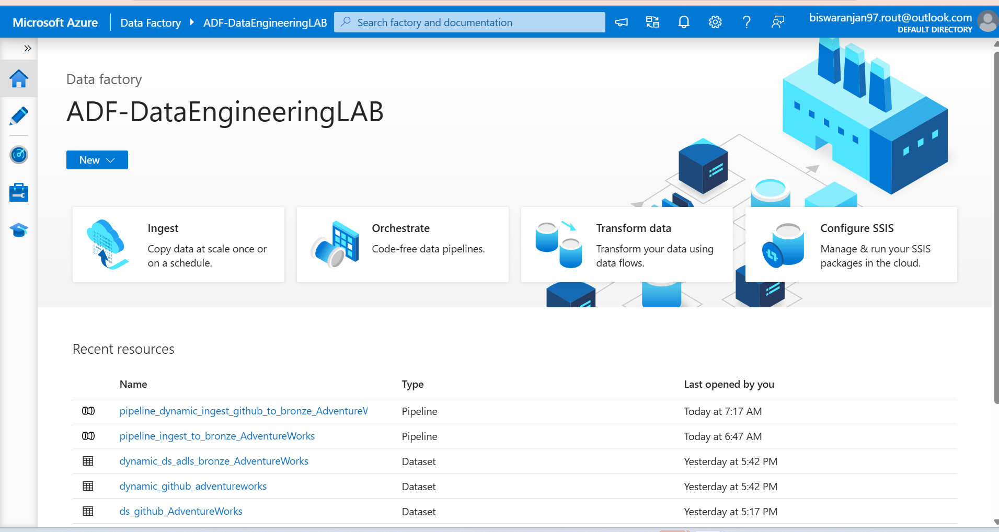 Microsoft Azure
Data Factory
ADF-DataEngineeringLAB
Search factory and documentation
biswaranjan97.rout@outlook.com
DEFAULT DIRECTORY
Data factory
ADF-DataEngineeringLAB
New
Ingest
Copy data at scale once or
on a schedule.
Orchestrate
Code-free data pipelines.
Transform data
Transform your data using
data flows.
Configure SSIS
Manage & run your SSIS
packages in the cloud.
Recent resources
Name Type Last opened by you
pipeline_dynamic_ingest_github_to_bronze_AdventureW Pipeline Today at 7:17 AM
pipeline_ingest_to_bronze_AdventureWorks Pipeline Today at 6:47 AM
dynamic_ds_adls_bronze_AdventureWorks Dataset Yesterday at 5:42 PM
dynamic_github_adventureworks Dataset Yesterday at 5:42 PM
ds_github_AdventureWorks Dataset Yesterday at 5:17 PM